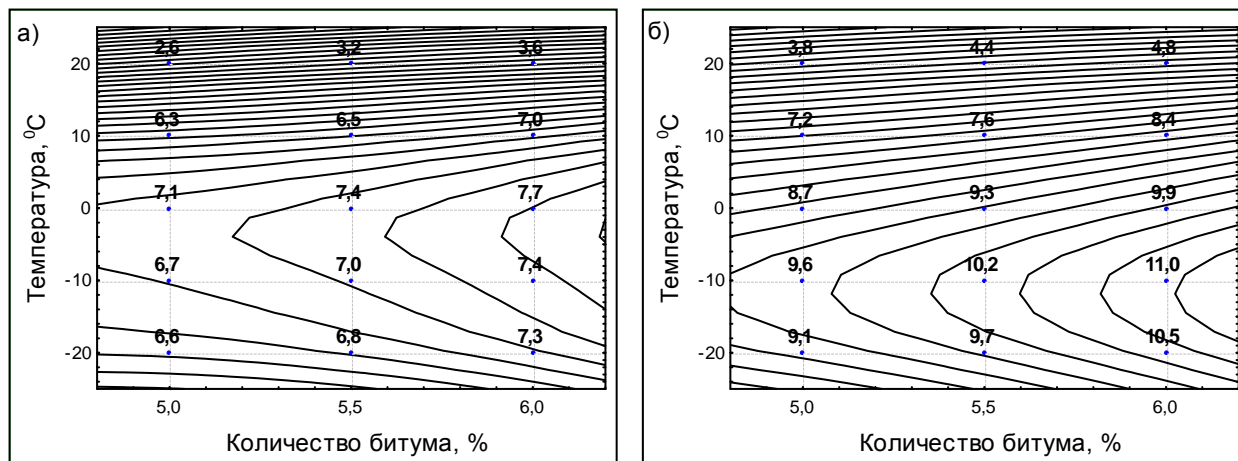 а)
2,6 3,2 3,6
20
6,3 6,5 7,0
10
7,1 7,4 7,7
0
6,7 7,0 7,4
-10
6,6 6,8 7,3
-20
5,0 5,5 6,0
Температура, ⁰С
Количество битума, %
б)
3,8 4,4 4,8
20
7,2 7,6 8,4
10
8,7 9,3 9,9
0
9,6 10,2 11,0
-10
9,1 9,7 10,5
-20
5,0 5,5 6,0
Температура, ⁰С
Количество битума, %